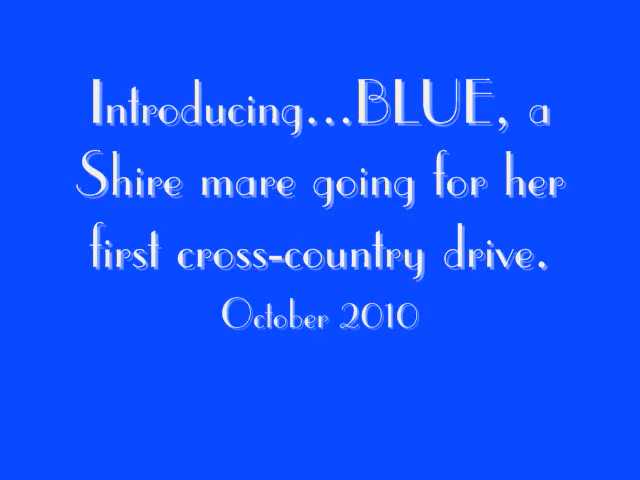 Introducing...BLUE, a
Shire mare going for her
first cross-country drive.
October 2010